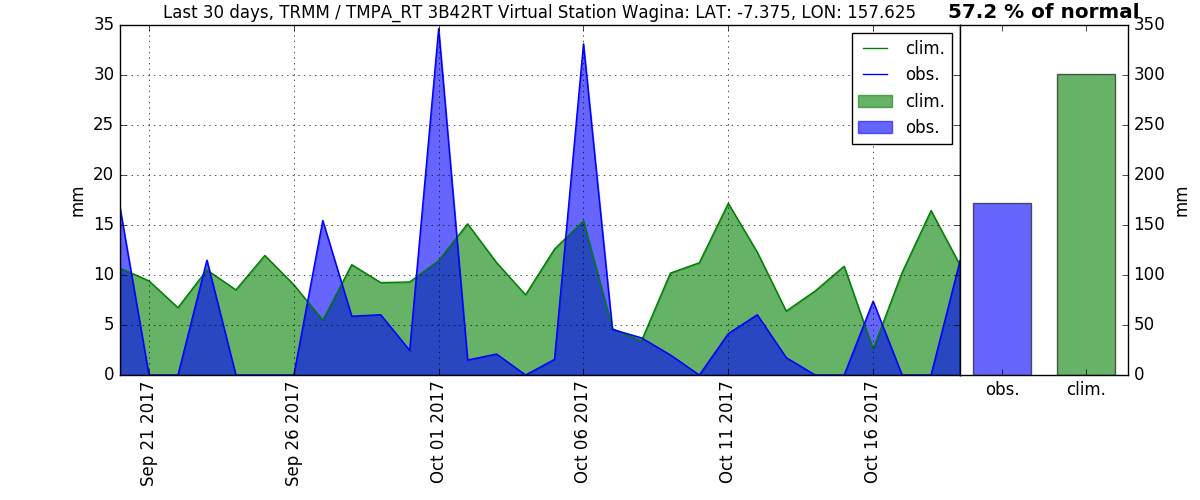 Last 30 days, TRMM / TMPA_RT 3B42RT Virtual Station Wagina: LAT: -7.375, LON: 157.625
57.2 % of normal
35
30
25
20
15
10
5
0
mm
clim.
obs.
clim.
obs.
Sep 21 2017
Sep 26 2017
Oct 01 2017
Oct 06 2017
Oct 11 2017
Oct 16 2017
350
300
250
200
150
100
50
0
mm
obs.
clim.